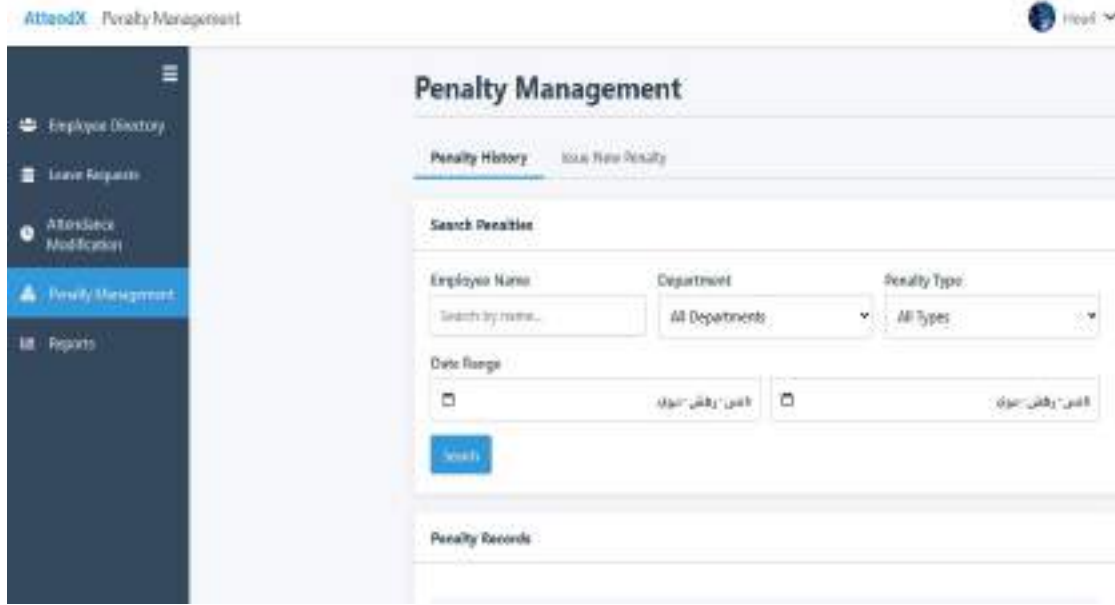 AttendX Penalty Management
Head
Penalty Management
Employee Directory
Leave Requests
Attendance
Modification
Penalty Management
Reports
Penalty History Issue New Penalty
Search Penalties
Employee Name Department Penalty Type
Search by name... All Departments All Types
Date Range
Search
Penalty Records